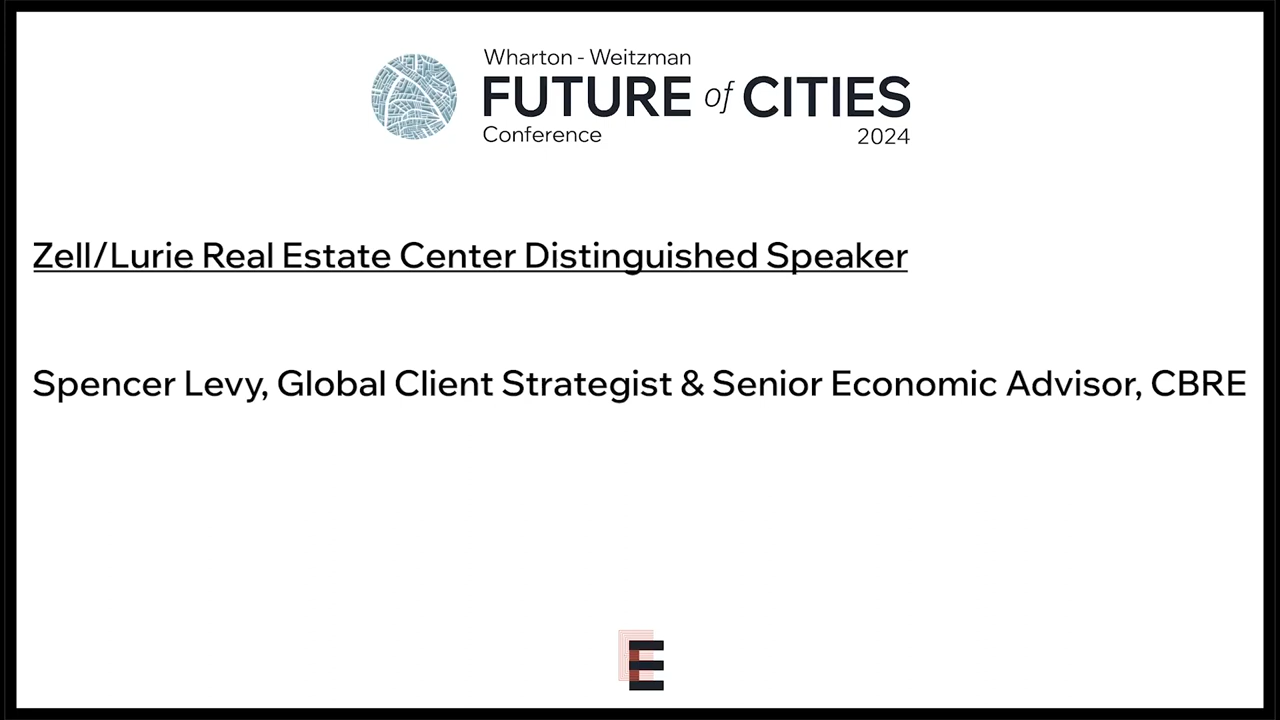 Wharton - Weitzman
FUTURE of CITIES
Conference
2024
Zell/Lurie Real Estate Center Distinguished Speaker
Spencer Levy, Global Client Strategist & Senior Economic Advisor, CBRE
E